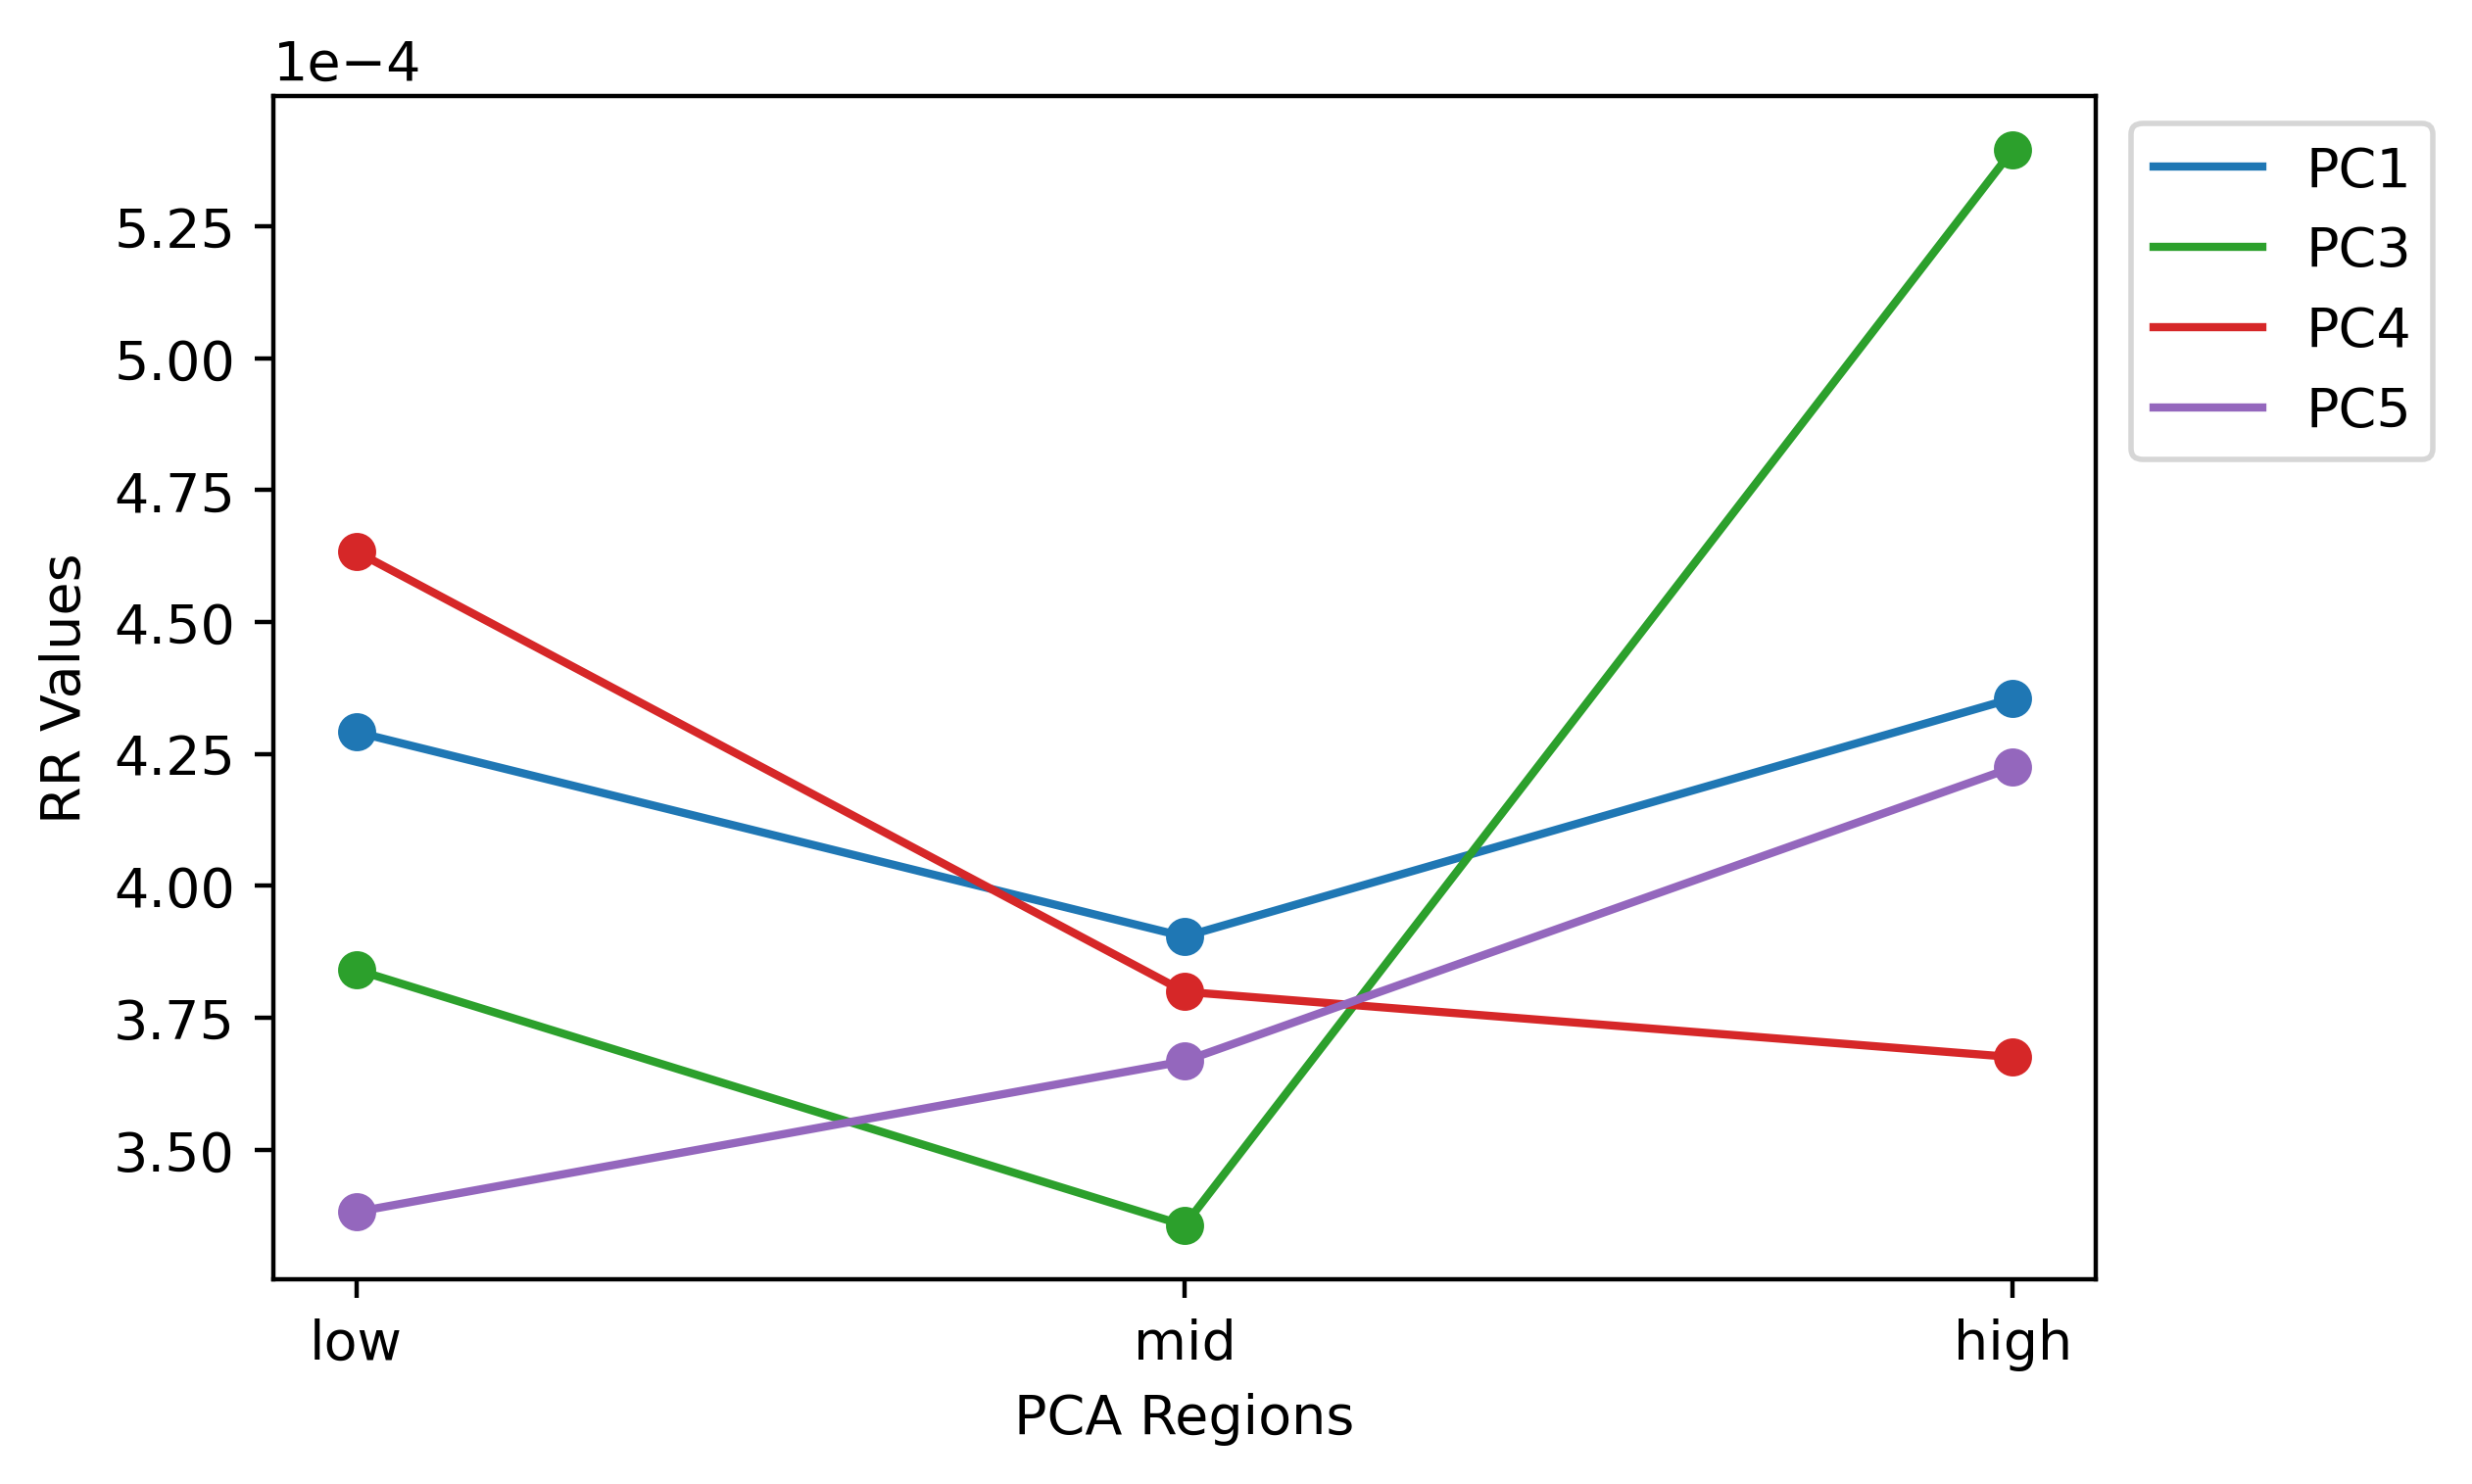 1e−4
5.25
5.00
4.75
4.50
4.25
4.00
3.75
3.50
RR Values
low
mid
high
PCA Regions
PC1
PC3
PC4
PC5